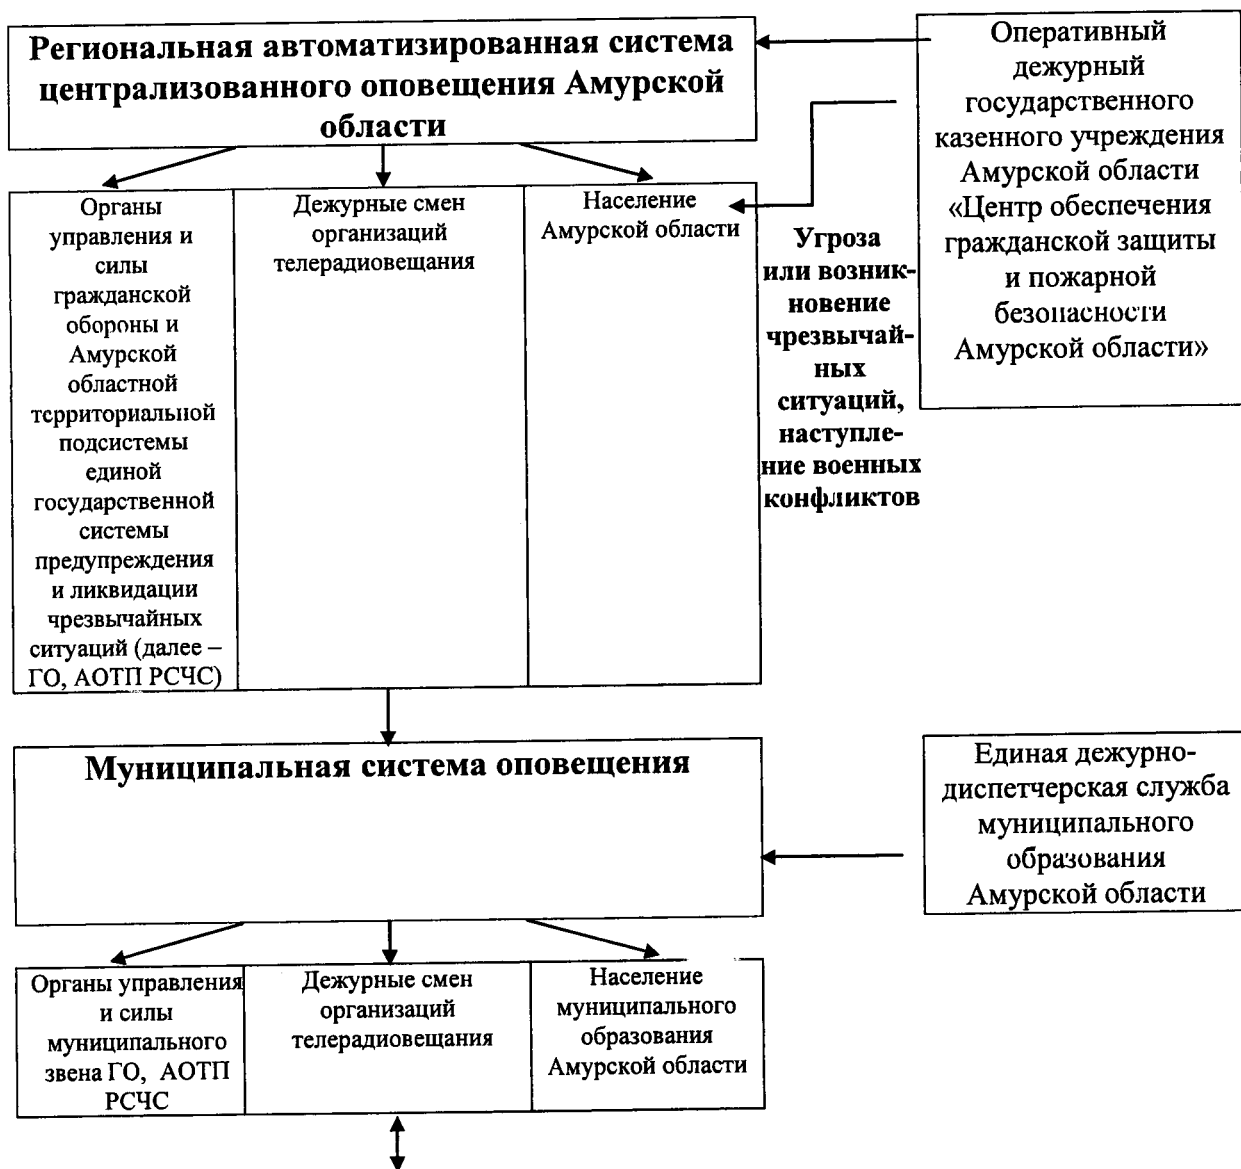 Региональная автоматизированная система
централизованного оповещения Амурской
области
Оперативный
дежурный
государственного
казенного учреждения
Амурской области
«Центр обеспечения
гражданской защиты
и пожарной
безопасности
Амурской области»
Органы
управления и
силы
гражданской
обороны и
Амурской
областной
территориальной
подсистемы
единой
государственной
системы
предупреждения
и ликвидации
чрезвычайных
ситуаций (далее –
ГО, АОТП РСЧС)
Дежурные смен
организаций
телерадиовещания
Население
Амурской области
Угроза
или возник-
новение
чрезвычай-
ных
ситуаций,
наступле-
ние военных
конфликтов
Муниципальная система оповещения
Единая дежурно-
диспетчерская служба
муниципального
образования
Амурской области
Органы управления
и силы
муниципального
звена ГО, АОТП
РСЧС
Дежурные смен
организаций
телерадиовещания
Население
муниципального
образования
Амурской области